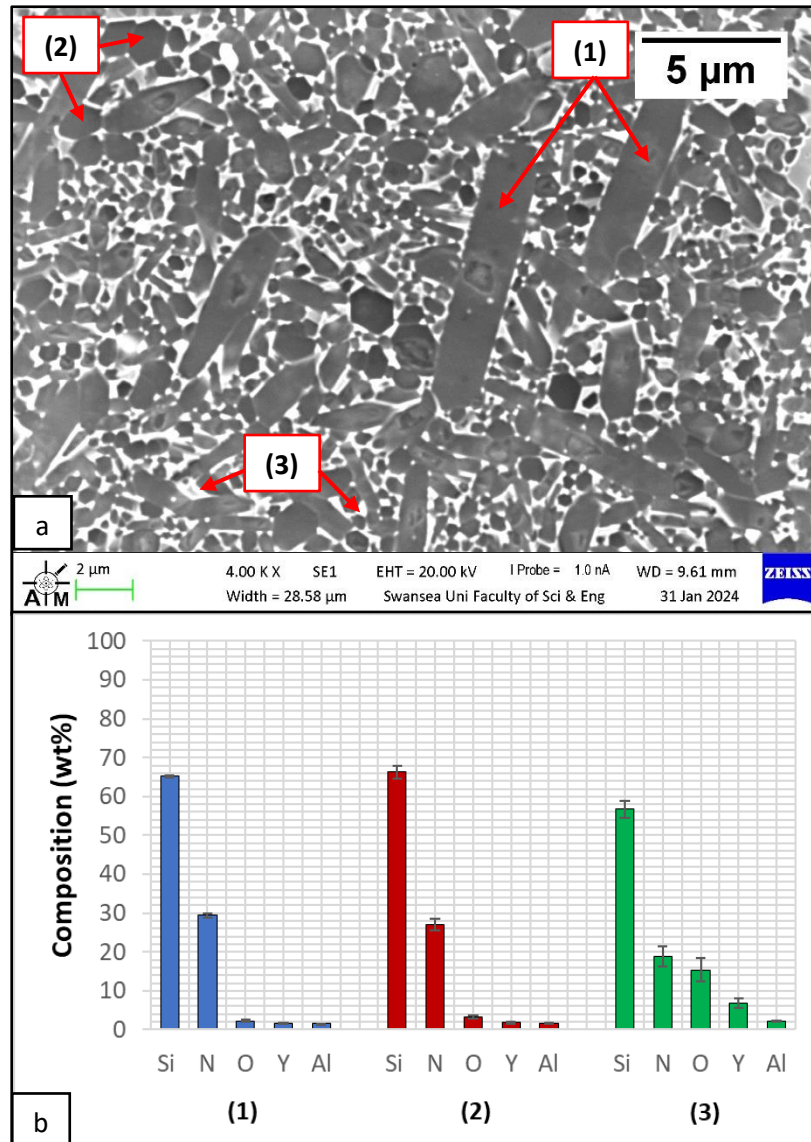 (2)
(1)
5 µm
(3)
a
A M
2 µm
4.00 K X SE1 EHT = 20.00 kV I Probe = 1.0 nA WD = 9.61 mm
ZEISS
Width = 28.58 µm Swansea Uni Faculty of Sci & Eng 31 Jan 2024
100
90
80
70
60
50
40
30
20
10
0
Composition (wt%)
Si N O Y Al Si N O Y Al Si N O Y Al
(1) (2) (3)
b